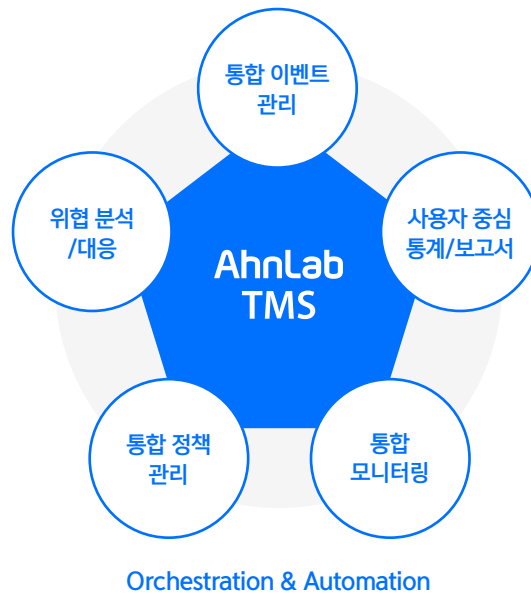 통합 이벤트
관리
위협 분석
/대응
사용자 중심
통계/보고서
AhnLab
TMS
통합 정책
관리
통합
모니터링
Orchestration & Automation